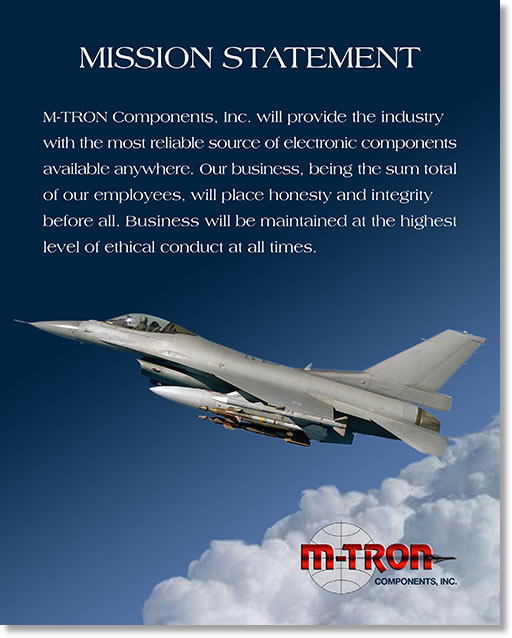 MISSION STATEMENT
M-TRON Components, Inc. will provide the industry
with the most reliable source of electronic components
available anywhere. Our business, being the sum total
of our employees, will place honesty and integrity
before all. Business will be maintained at the highest
level of ethical conduct at all times.
M-TRON
COMPONENTS, INC.